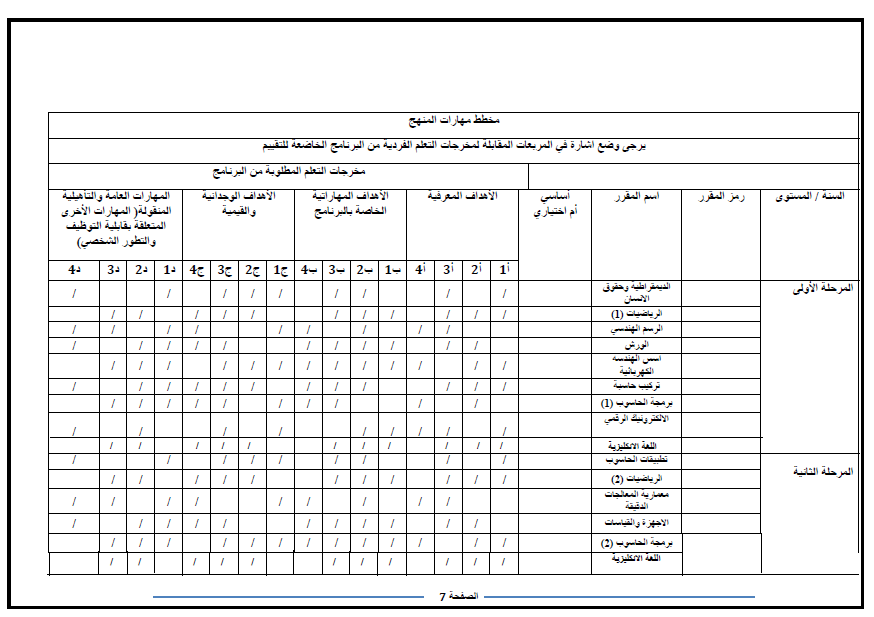 مخطط مهارات المنهج
يرجى وضع اشارة في المربعات المقابلة لمخرجات التعلم الفردية من البرنامج الخاضعة للتقييم
مخرجات التعلم المطلوبة من البرنامج
السنة / المستوى
رمز المقرر
اسم المقرر
أساسي
أم اختياري
الأهداف المعرفية
الأهداف المهاراتية
الخاصة بالبرنامج
الأهداف الوجدانية
والقيمية
المهارات العامة والتأهيلية
المنقولة( المهارات الأخرى
المتعلقة بقابلية التوظيف
والتطور الشخصي)
أ1 أ2 أ3 أ4 ب1 ب2 ب3 ب4 ج1 ج2 ج3 ج4 د1 د2 د3 د4
المرحلة الأولى
الديمقراطية وحقوق
الانسان
/ / / / / / / / /
الرياضيات (1) / / / / / / / / / / /
الرسم الهندسي / / / / / / / / /
الورش / / / / / / / / / / /
اسس الهندسه
الكهربائية
/ / / / / / / / / / / / / /
تركيب حاسبة / / / / / / / / / / / /
برمجة الحاسوب (1) / / / / / / / / / /
الالكترونيك الرقمي / / / / / / / / /
اللغة الانكليزية / / / / / / / / / / /
المرحلة الثانية
تطبيقات الحاسوب / / / / / / / / /
الرياضيات (2) / / / / / / / / / / /
معمارية المعالجات
الدقيقة
/ / / / / / / / /
الاجهزة والقياسات / / / / / / / / / / /
برمجة الحاسوب (2) / / / / / / / / / / / / /
اللغة الانكليزية / / / / / / / / / / /
الصفحة 7